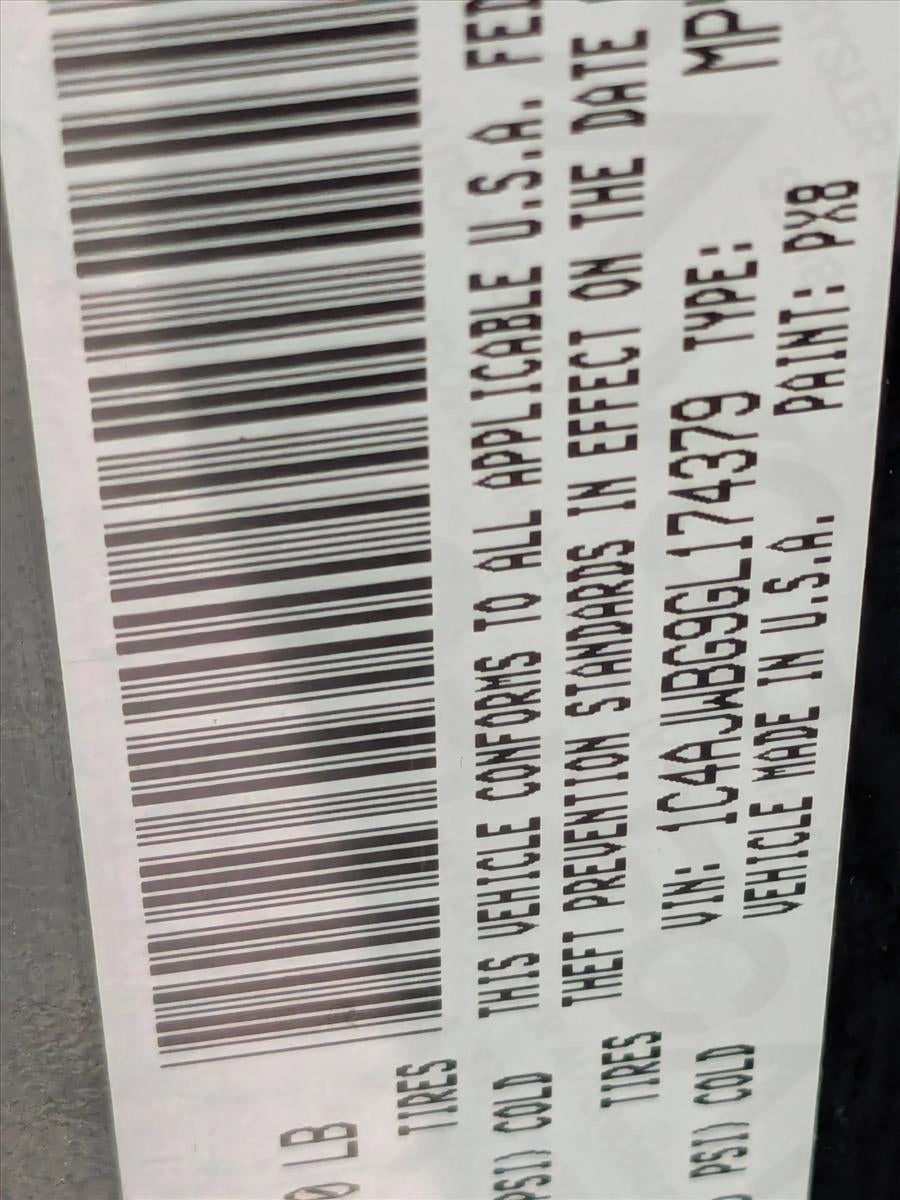 0 LB
TIRES
PSI) COLD
THIS VEHICLE CONFORMS TO ALL APPLICABLE U.S.A. FED
THEFT PREVENTION STANDARDS IN EFFECT ON THE DATE
TIRES
VIN: 1C4AJWBG9GL174379 TYPE: MP
PSI) COLD
VEHICLE MADE IN U.S.A. PAINT: PX8